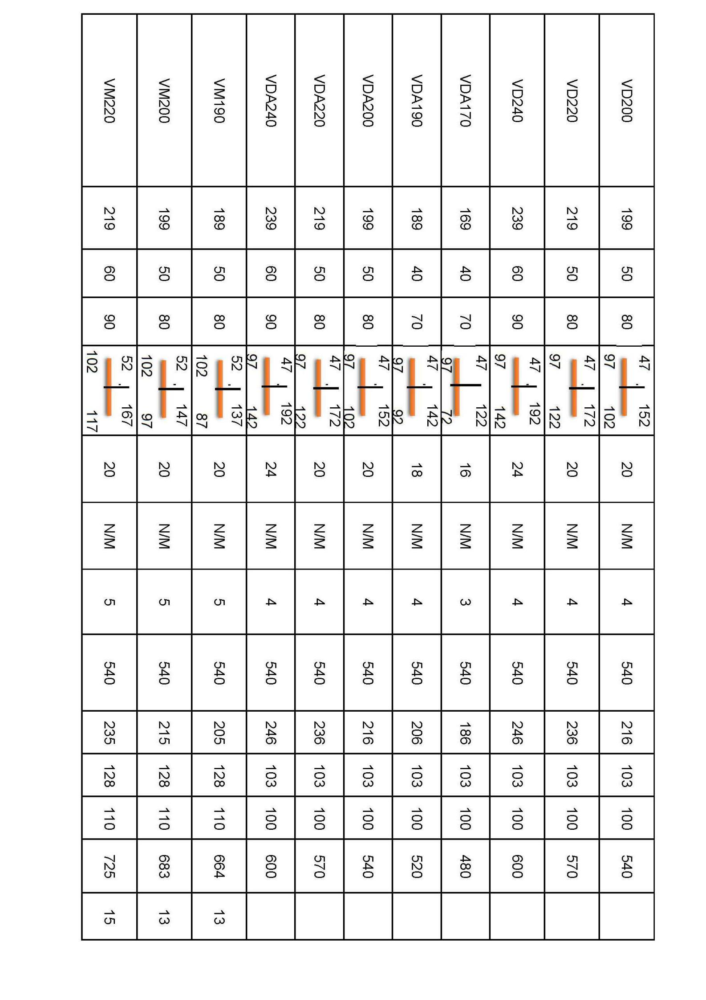 VD200 199 50 80 47 152 97 102 20 N/M 4 540 216 103 100 540
VD220 219 50 80 47 172 97 122 20 N/M 4 540 236 103 100 570
VD240 239 60 90 47 192 97 142 24 N/M 4 540 246 103 100 600
VDA170 169 40 70 47 122 97 72 16 N/M 3 540 186 103 100 480
VDA190 189 40 70 47 142 97 92 18 N/M 4 540 206 103 100 520
VDA200 199 50 80 47 152 97 102 20 N/M 4 540 216 103 100 540
VDA220 219 50 80 47 172 97 122 20 N/M 4 540 236 103 100 570
VDA240 239 60 90 47 192 97 142 24 N/M 4 540 246 103 100 600
VM190 189 50 80 52 137 102 87 20 N/M 5 540 205 128 110 664 13
VM200 199 50 80 52 147 102 97 20 N/M 5 540 215 128 110 683 13
VM220 219 60 90 52 167 102 117 20 N/M 5 540 235 128 110 725 15